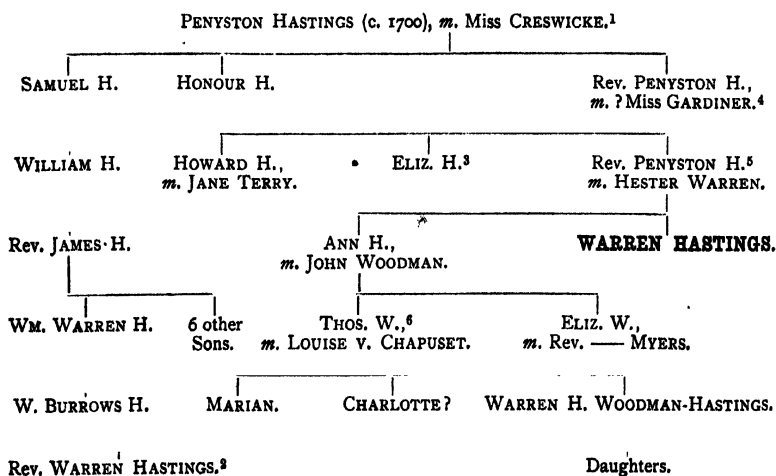 PENYSTON HASTINGS (c. 1700), m. Miss CRESWICKE.¹
SAMUEL H. HONOUR H. Rev. PENYSTON H.,
m. ? Miss GARDINER.⁴
WILLIAM H. HOWARD H., ELIZ. H.³ Rev. PENYSTON H.⁵
m. JANE TERRY. m. HESTER WARREN.
Rev. JAMES H. ANN H., WARREN HASTINGS.
m. JOHN WOODMAN.
WM. WARREN H. 6 other THOS. W.,⁶ ELIZ. W.,
Sons. m. LOUISE V. CHAPUSET. m. Rev. —— MYERS.
W. BURROWS H. MARIAN. CHARLOTTE? WARREN H. WOODMAN-HASTINGS.
Rev. WARREN HASTINGS.² Daughters.